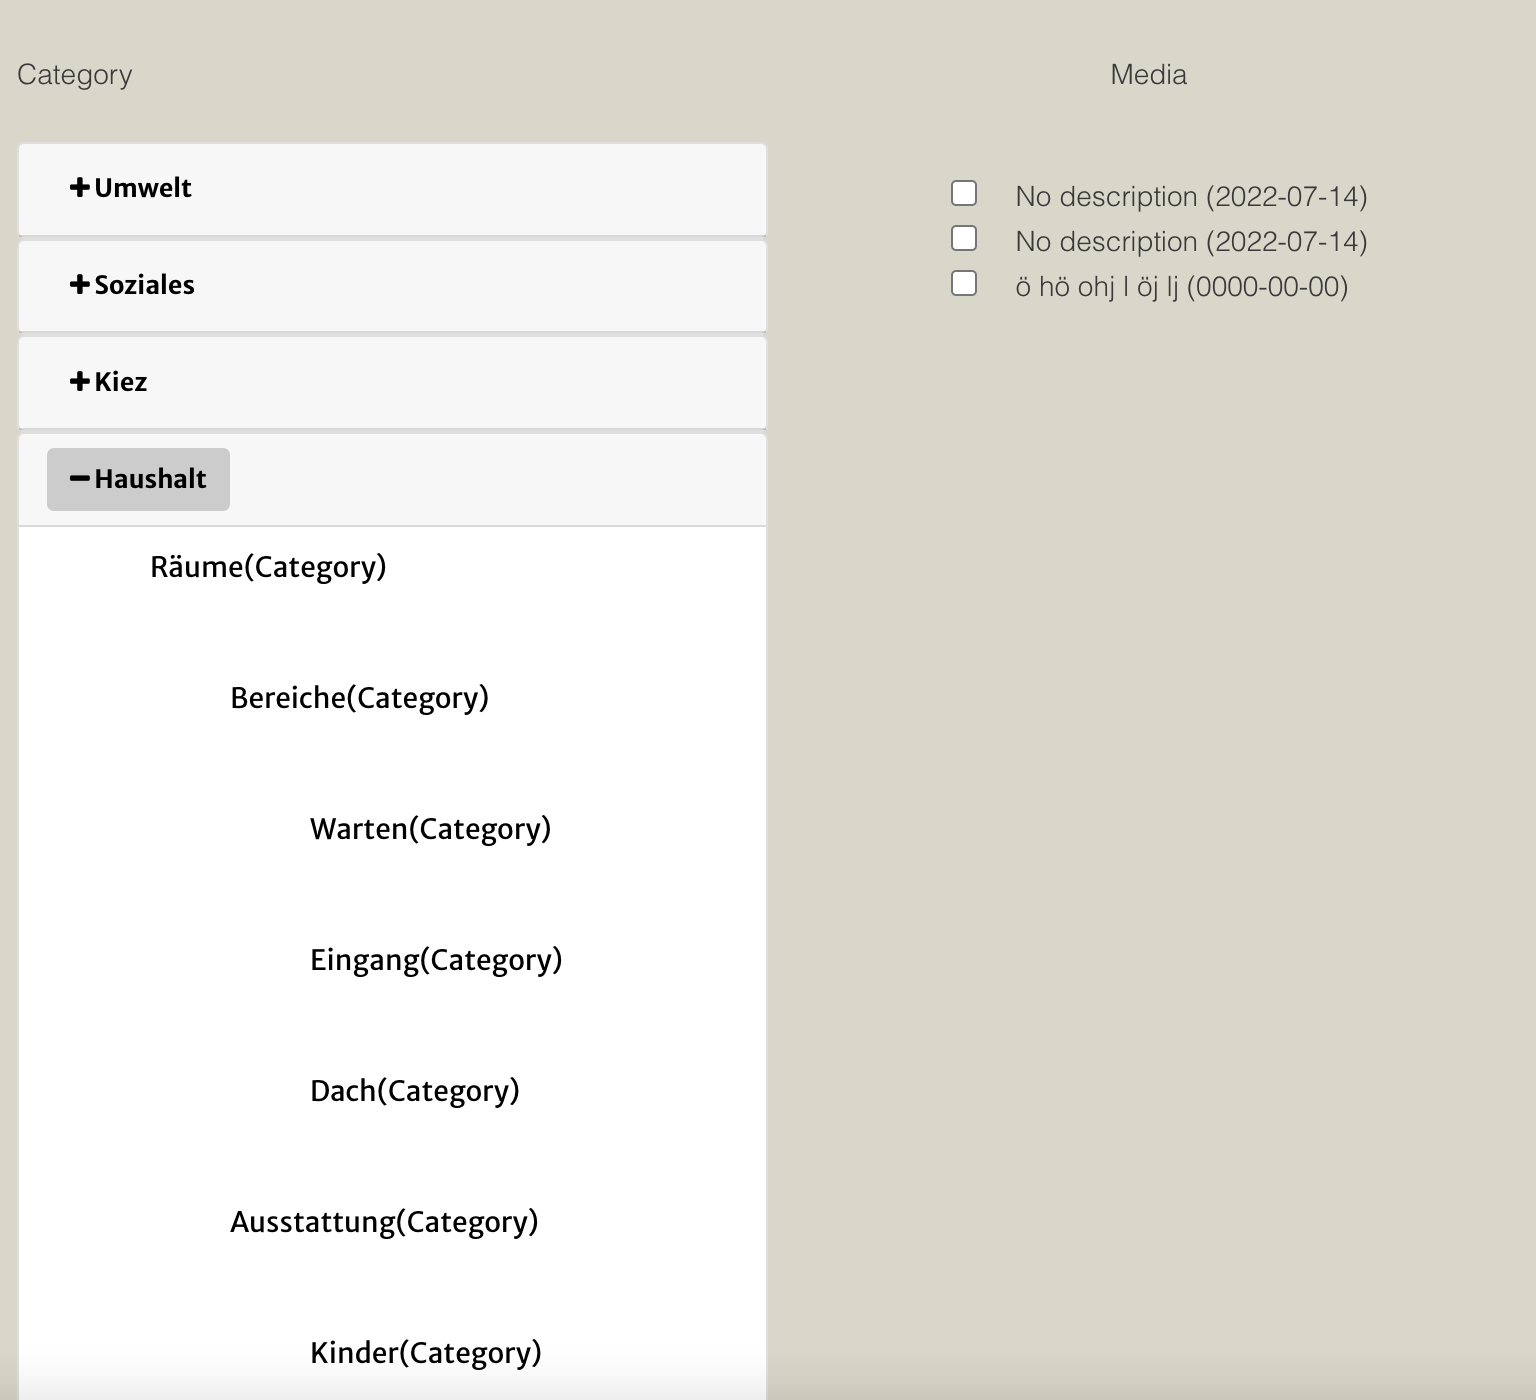 Category
Umwelt
Soziales
Kiez
Haushalt
Räume(Category)
Bereiche(Category)
Warten(Category)
Eingang(Category)
Dach(Category)
Ausstattung(Category)
Kinder(Category)
Media
No description (2022-07-14)
No description (2022-07-14)
ö hö ohj l öj lj (0000-00-00)